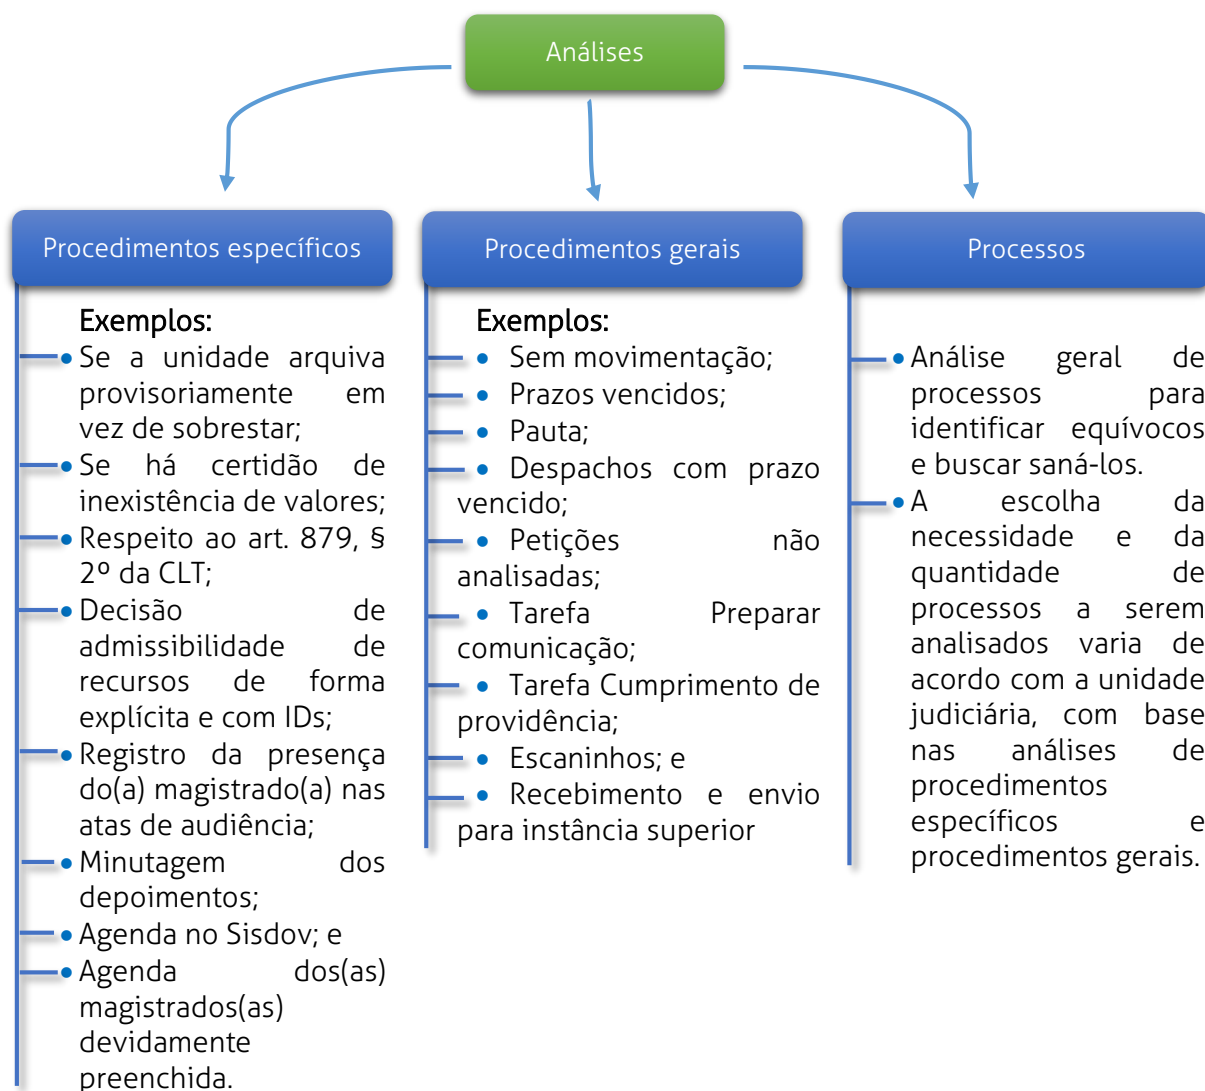 Análises
Procedimentos específicos
Exemplos:
• Se a unidade arquiva
provisoriamente em
vez de sobrestar;
• Se há certidão de
inexistência de valores;
• Respeito ao art. 879, §
2º da CLT;
• Decisão de
admissibilidade de
recursos de forma
explícita e com IDs;
• Registro da presença
do(a) magistrado(a) nas
atas de audiência;
• Minutagem dos
depoimentos;
• Agenda no Sisdov; e
• Agenda dos(as)
magistrados(as)
devidamente
preenchida.
Procedimentos gerais
Exemplos:
• Sem movimentação;
• Prazos vencidos;
• Pauta;
• Despachos com prazo
vencido;
• Petições não
analisadas;
• Tarefa Preparar
comunicação;
• Tarefa Cumprimento de
providência;
• Escaninhos; e
• Recebimento e envio
para instância superior
Processos
• Análise geral de
processos para
identificar equívocos
e buscar saná-los.
• A escolha da
necessidade e da
quantidade de
processos a serem
analisados varia de
acordo com a unidade
judiciária, com base
nas análises de
procedimentos
específicos e
procedimentos gerais.